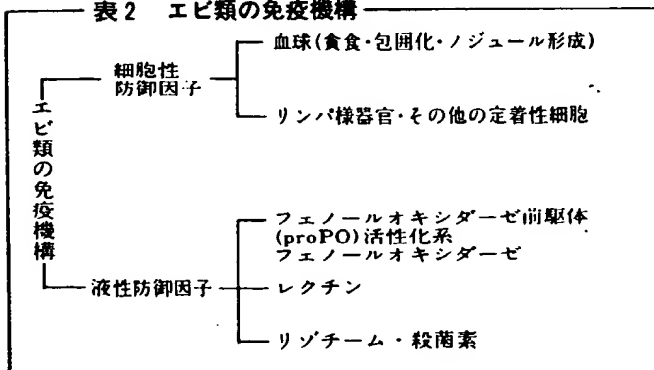 表2 エビ類の免疫機構
血球(貪食・包囲化・ノジュール形成)
細胞性
防御因子
リンパ様器官・その他の定着性細胞
エビ類の免疫機構
フェノールオキシダーゼ前駆体
(proPO)活性化系
フェノールオキシダーゼ
液性防御因子
レクチン
リゾチーム・殺菌素